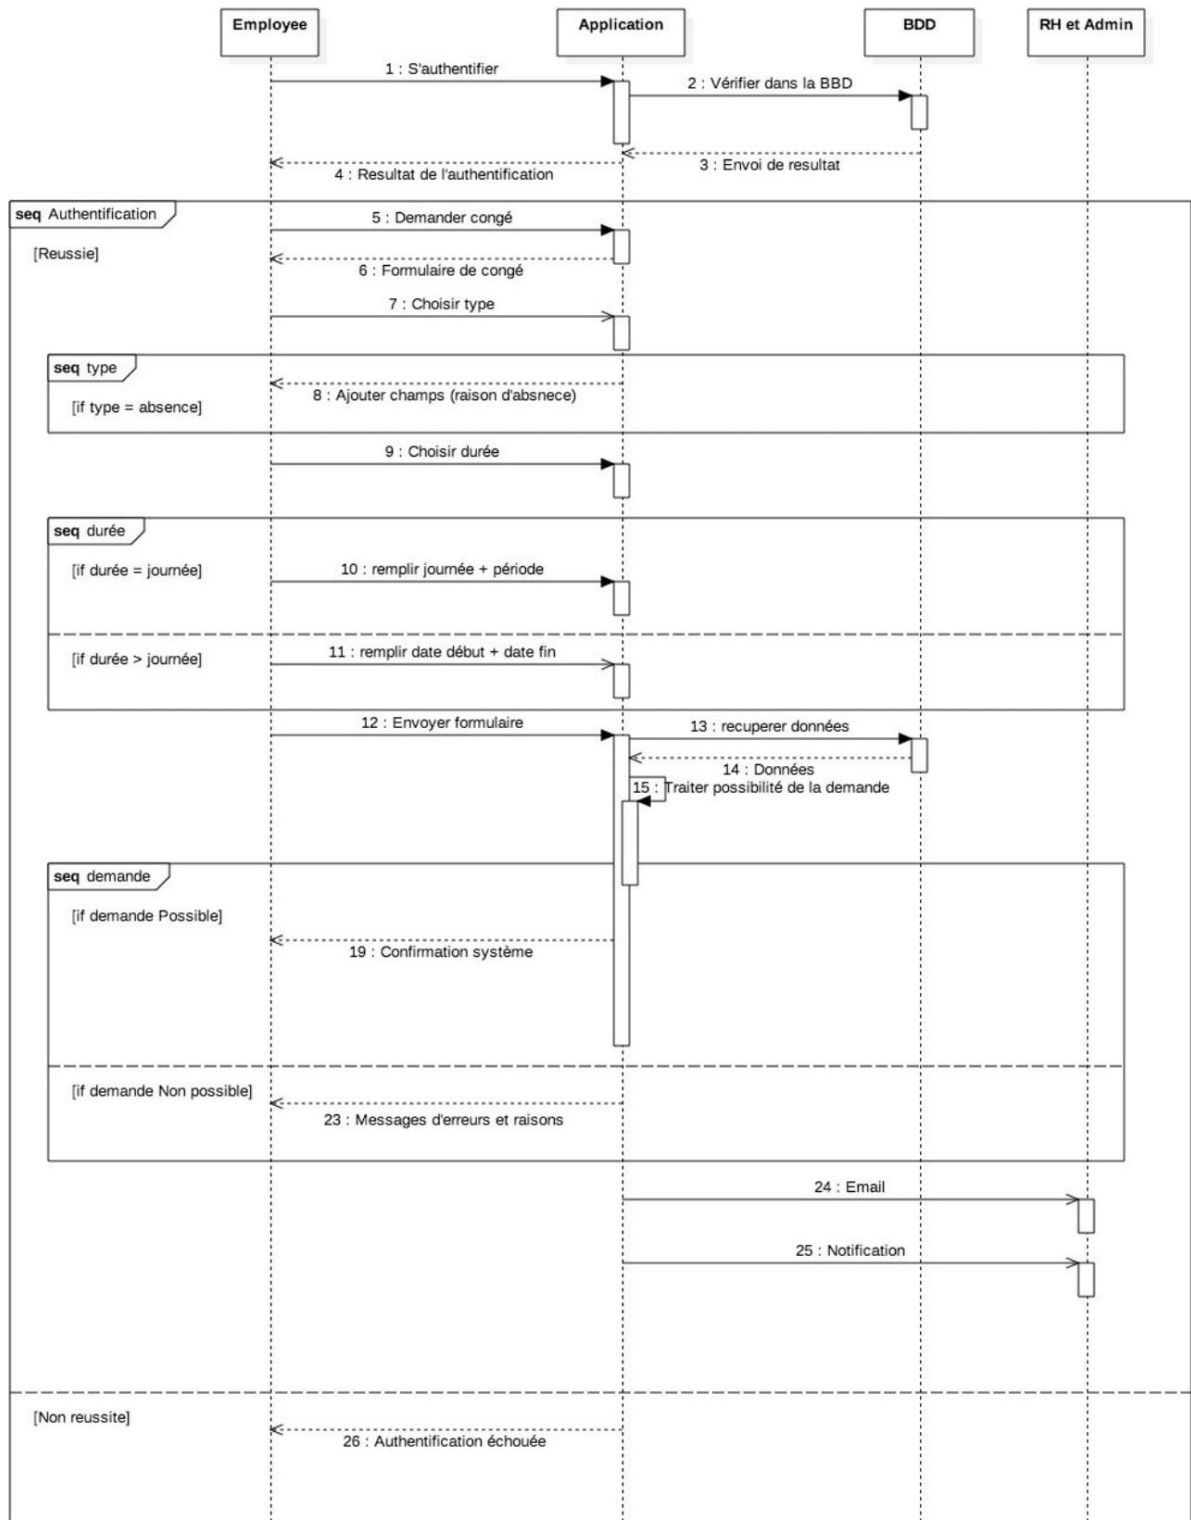 Employee
Application
BDD
RH et Admin
1 : S'authentifier
2 : Vérifier dans la BBD
3 : Envoi de resultat
4 : Resultat de l'authentification
seq Authentification
5 : Demander congé
[Reussie]
6 : Formulaire de congé
7 : Choisir type
seq type
8 : Ajouter champs (raison d'absnece)
[if type = absence]
9 : Choisir durée
seq durée
[if durée = journée]
10 : remplir journée + période
[if durée > journée]
11 : remplir date début + date fin
12 : Envoyer formulaire
13 : recuperer données
14 : Données
15 : Traiter possibilité de la demande
seq demande
[if demande Possible]
19 : Confirmation système
[if demande Non possible]
23 : Messages d'erreurs et raisons
24 : Email
25 : Notification
[Non reussite]
26 : Authentification échouée